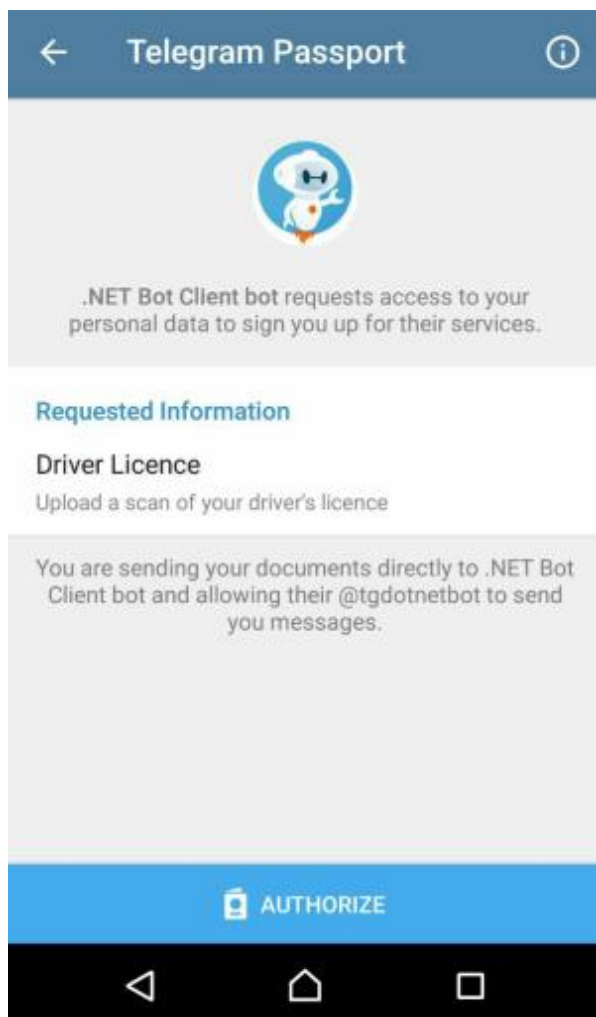 Telegram Passport
.NET Bot Client bot requests access to your
personal data to sign you up for their services.
Requested Information
Driver Licence
Upload a scan of your driver's licence
You are sending your documents directly to .NET Bot
Client bot and allowing their @tgdotnetbot to send
you messages.
AUTHORIZE